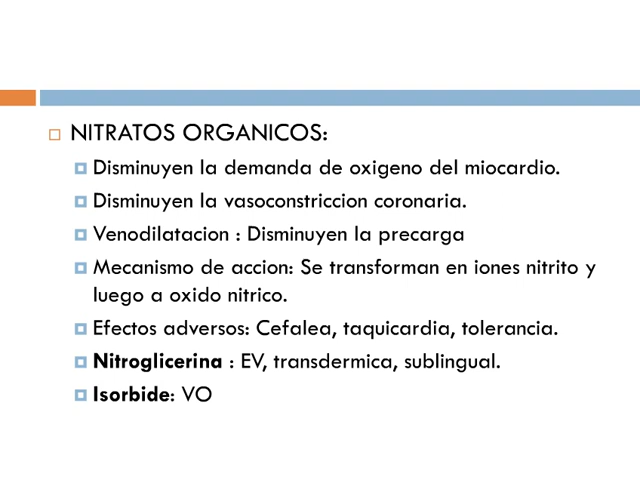 NITRATOS ORGANICOS:
Disminuyen la demanda de oxigeno del miocardio.
Disminuyen la vasoconstriccion coronaria.
Venodilatacion : Disminuyen la precarga
Mecanismo de accion: Se transforman en iones nitrito y
luego a oxido nitrico.
Efectos adversos: Cefalea, taquicardia, tolerancia.
Nitroglicerina : EV, transdermica, sublingual.
Isorbide: VO